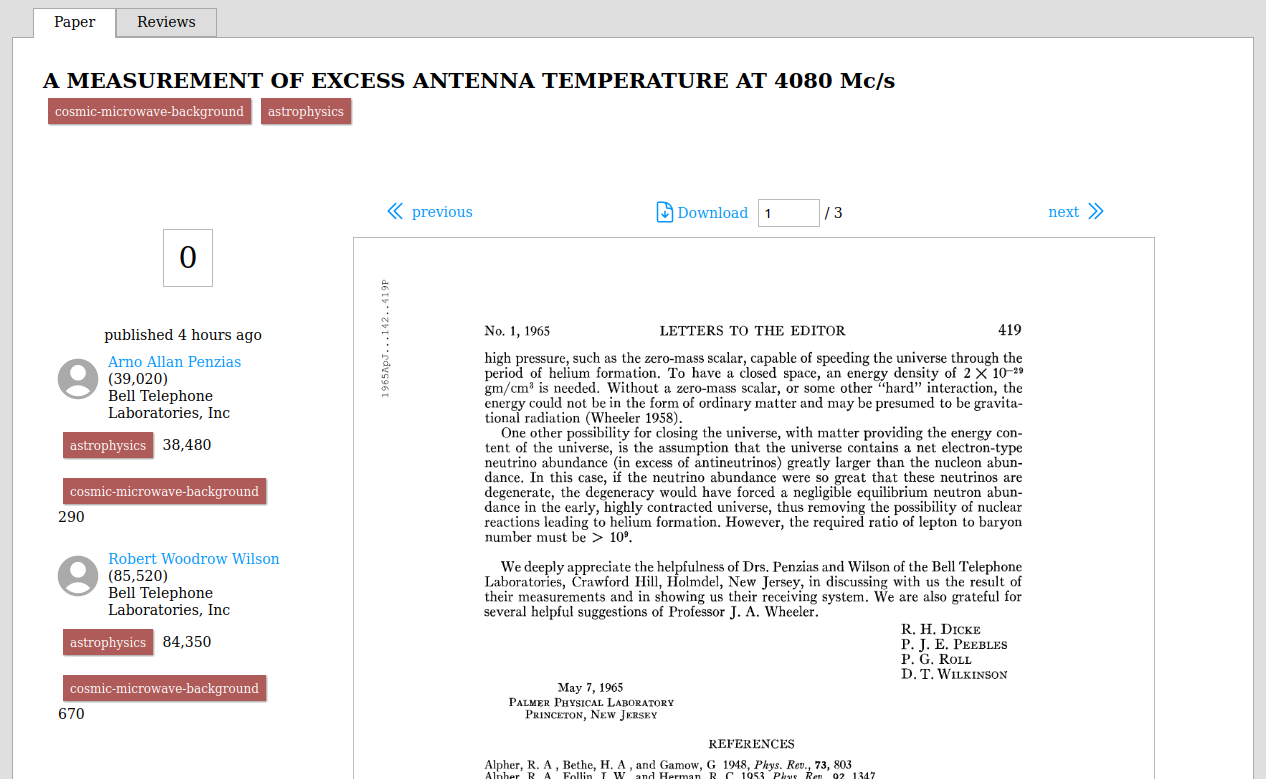 Paper
Reviews
A MEASUREMENT OF EXCESS ANTENNA TEMPERATURE AT 4080 Mc/s
cosmic-microwave-background
astrophysics
previous
Download
1
/ 3
next
0
published 4 hours ago
Arno Allan Penzias
(39,020)
Bell Telephone
Laboratories, Inc
astrophysics 38,480
cosmic-microwave-background
290
Robert Woodrow Wilson
(85,520)
Bell Telephone
Laboratories, Inc
astrophysics 84,350
cosmic-microwave-background
670
1965ApJ...142..419P
No. 1, 1965
LETTERS TO THE EDITOR
419
high pressure, such as the zero-mass scalar, capable of speeding the universe through the
period of helium formation. To have a closed space, an energy density of 2 × 10⁻²⁹
gm/cm³ is needed. Without a zero-mass scalar, or some other "hard" interaction, the
energy could not be in the form of ordinary matter and may be presumed to be gravita-
tional radiation (Wheeler 1958).
One other possibility for closing the universe, with matter providing the energy con-
tent of the universe, is the assumption that the universe contains a net electron-type
neutrino abundance (in excess of antineutrinos) greatly larger than the nucleon abun-
dance. In this case, if the neutrino abundance were so great that these neutrinos are
degenerate, the degeneracy would have forced a negligible equilibrium neutron abun-
dance in the early, highly contracted universe, thus removing the possibility of nuclear
reactions leading to helium formation. However, the required ratio of lepton to baryon
number must be > 10⁹.
We deeply appreciate the helpfulness of Drs. Penzias and Wilson of the Bell Telephone
Laboratories, Crawford Hill, Holmdel, New Jersey, in discussing with us the result of
their measurements and in showing us their receiving system. We are also grateful for
several helpful suggestions of Professor J. A. Wheeler.
R. H. Dicke
P. J. E. Peebles
P. G. Roll
D. T. Wilkinson
May 7, 1965
Palmer Physical Laboratory
Princeton, New Jersey
REFERENCES
Alpher, R. A , Bethe, H. A , and Gamow, G 1948, Phys. Rev., 73, 803
Alpher, R. A , Follin, J. W., and Herman, R. C. 1953, Phys. Rev., 92, 1347